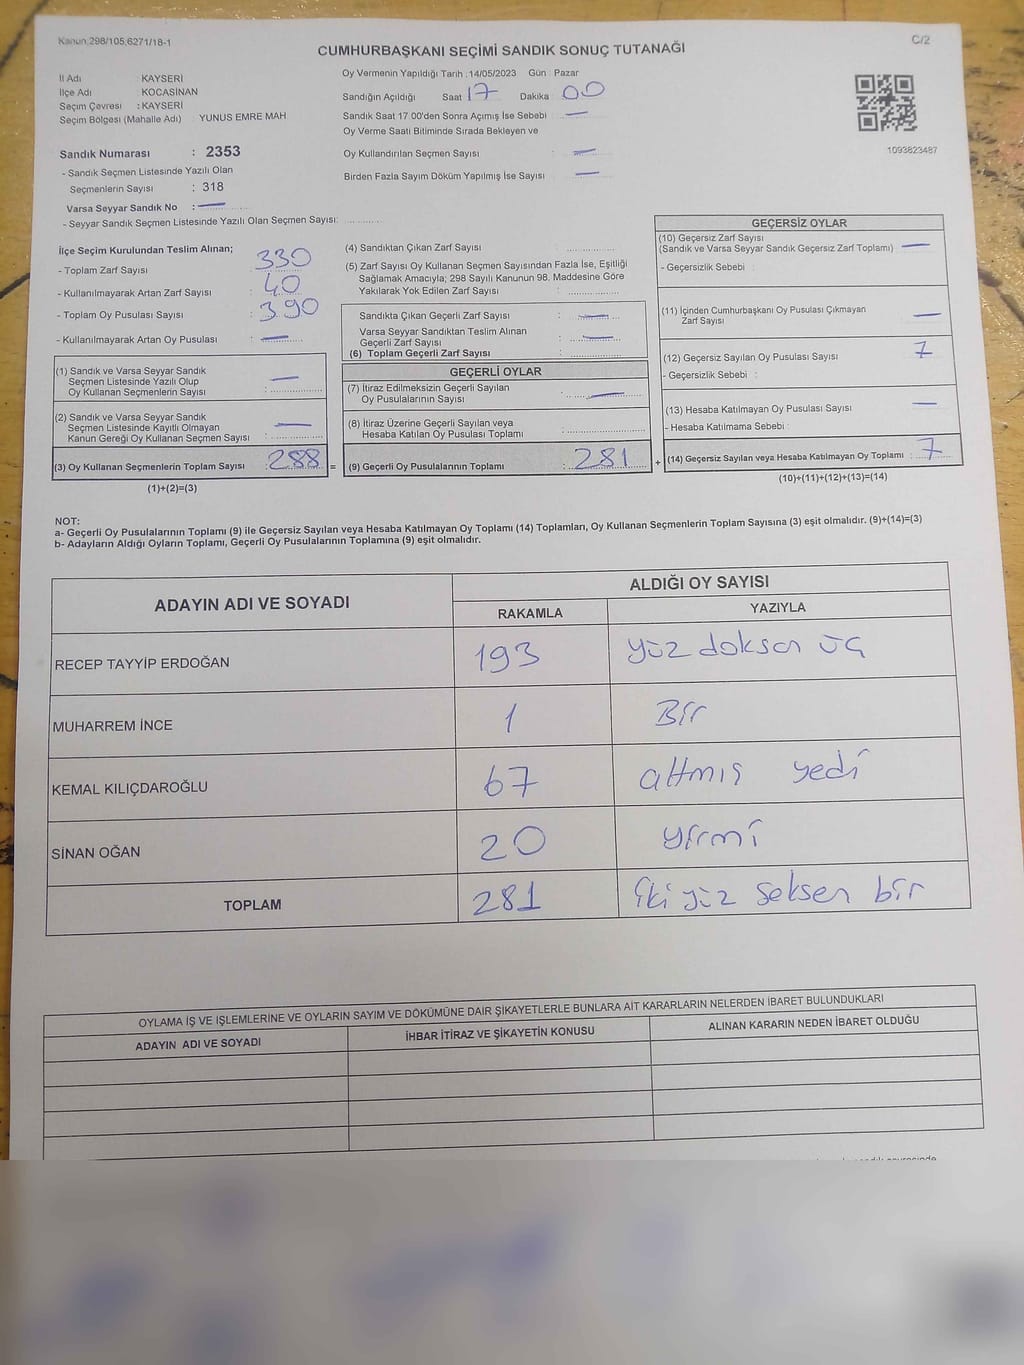 Kanun 298/105,6271/18-1
C/2
CUMHURBAŞKANI SEÇİMİ SANDIK SONUÇ TUTANAĞI
İl Adı : KAYSERİ
İlçe Adı : KOCASİNAN
Seçim Çevresi : KAYSERİ
Seçim Bölgesi (Mahalle Adı) : YUNUS EMRE MAH
Sandık Numarası : 2353
- Sandık Seçmen Listesinde Yazılı Olan
Seçmenlerin Sayısı : 318
Varsa Seyyar Sandık No : —
- Seyyar Sandık Seçmen Listesinde Yazılı Olan Seçmen Sayısı: ............
Oy Vermenin Yapıldığı Tarih : 14/05/2023 Gün : Pazar
Sandığın Açıldığı Saat 17 Dakika 00
Sandık Saat 17 00'den Sonra Açımış İse Sebebi : —
Oy Verme Saati Bitiminde Sırada Bekleyen ve
Oy Kullandırılan Seçmen Sayısı : —
Birden Fazla Sayım Döküm Yapılmış İse Sayısı : —
1093823487
İlçe Seçim Kurulundan Teslim Alınan;
- Toplam Zarf Sayısı : 330
- Kullanılmayarak Artan Zarf Sayısı : 40
- Toplam Oy Pusulası Sayısı : 390
- Kullanılmayarak Artan Oy Pusulası : —
(1) Sandık ve Varsa Seyyar Sandık
Seçmen Listesinde Yazılı Olup
Oy Kullanan Seçmenlerin Sayısı : —
(2) Sandık ve Varsa Seyyar Sandık
Seçmen Listesinde Kayıtlı Olmayan
Kanun Gereği Oy Kullanan Seçmen Sayısı : —
(3) Oy Kullanan Seçmenlerin Toplam Sayısı : 288 =
(1)+(2)=(3)
(4) Sandıktan Çıkan Zarf Sayısı : ............
(5) Zarf Sayısı Oy Kullanan Seçmen Sayısından Fazla İse, Eşitliği
Sağlamak Amacıyla; 298 Sayılı Kanunun 98. Maddesine Göre
Yakılarak Yok Edilen Zarf Sayısı : ............
Sandıkta Çıkan Geçerli Zarf Sayısı : —
Varsa Seyyar Sandıktan Teslim Alınan
Geçerli Zarf Sayısı : —
(6) Toplam Geçerli Zarf Sayısı : ............
GEÇERLİ OYLAR
(7) İtiraz Edilmeksizin Geçerli Sayılan
Oy Pusulalarının Sayısı : —
(8) İtiraz Üzerine Geçerli Sayılan veya
Hesaba Katılan Oy Pusulası Toplamı : ............
(9) Geçerli Oy Pusulalarının Toplamı : 281 +
GEÇERSİZ OYLAR
(10) Geçersiz Zarf Sayısı
(Sandık ve Varsa Seyyar Sandık Geçersiz Zarf Toplamı) —
- Geçersizlik Sebebi :
(11) İçinden Cumhurbaşkanı Oy Pusulası Çıkmayan
Zarf Sayısı —
(12) Geçersiz Sayılan Oy Pusulası Sayısı 7
- Geçersizlik Sebebi :
(13) Hesaba Katılmayan Oy Pusulası Sayısı —
- Hesaba Katılmama Sebebi :
(14) Geçersiz Sayılan veya Hesaba Katılmayan Oy Toplamı : 7
(10)+(11)+(12)+(13)=(14)
NOT:
a- Geçerli Oy Pusulalarının Toplamı (9) ile Geçersiz Sayılan veya Hesaba Katılmayan Oy Toplamı (14) Toplamları, Oy Kullanan Seçmenlerin Toplam Sayısına (3) eşit olmalıdır. (9)+(14)=(3)
b- Adayların Aldığı Oyların Toplamı, Geçerli Oy Pusulalarının Toplamına (9) eşit olmalıdır.
ADAYIN ADI VE SOYADI
ALDIĞI OY SAYISI
RAKAMLA YAZIYLA
RECEP TAYYİP ERDOĞAN 193 yüz doksan üç
MUHARREM İNCE 1 Bir
KEMAL KILIÇDAROĞLU 67 altmış yedi
SİNAN OĞAN 20 yirmi
TOPLAM 281 iki yüz seksen bir
OYLAMA İŞ VE İŞLEMLERİNE VE OYLARIN SAYIM VE DÖKÜMÜNE DAİR ŞİKAYETLERLE BUNLARA AİT KARARLARIN NELERDEN İBARET BULUNDUKLARI
ADAYIN ADI VE SOYADI
İHBAR İTİRAZ VE ŞİKAYETİN KONUSU
ALINAN KARARIN NEDEN İBARET OLDUĞU